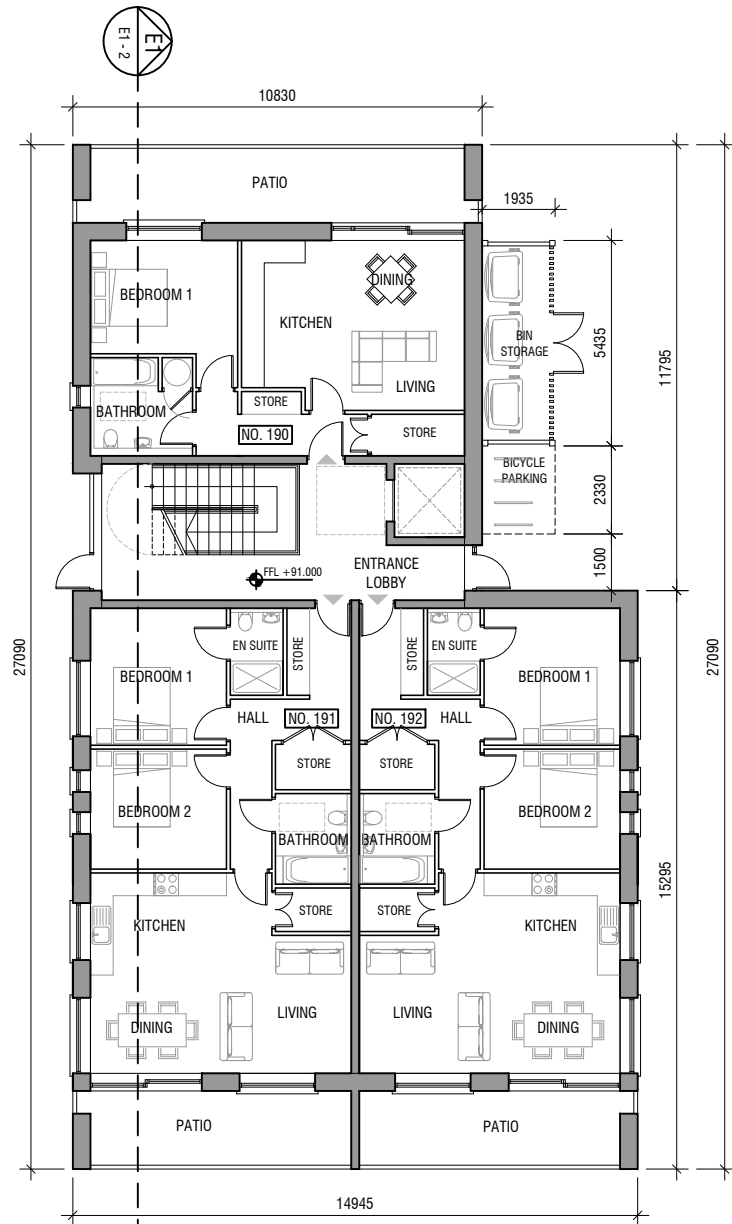 E1
E1 - 2
10830
PATIO
1935
BEDROOM 1
DINING
KITCHEN
LIVING
BIN
STORAGE
5435
11795
BATHROOM
STORE
NO. 190
STORE
BICYCLE
PARKING
2330
ENTRANCE
LOBBY
FFL +91.000
1500
27090
27090
EN SUITE
STORE
STORE
EN SUITE
BEDROOM 1
BEDROOM 1
HALL
NO. 191
NO. 192
HALL
STORE
STORE
BEDROOM 2
BEDROOM 2
BATHROOM
BATHROOM
15295
STORE
STORE
KITCHEN
KITCHEN
LIVING
LIVING
DINING
DINING
PATIO
PATIO
14945